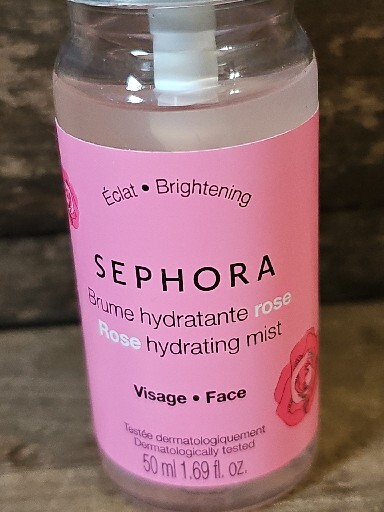 Éclat • Brightening
SEPHORA
Brume hydratante rose
Rose hydrating mist
Visage • Face
Testée dermatologiquement
Dermatologically tested
50 ml 1.69 fl. oz.